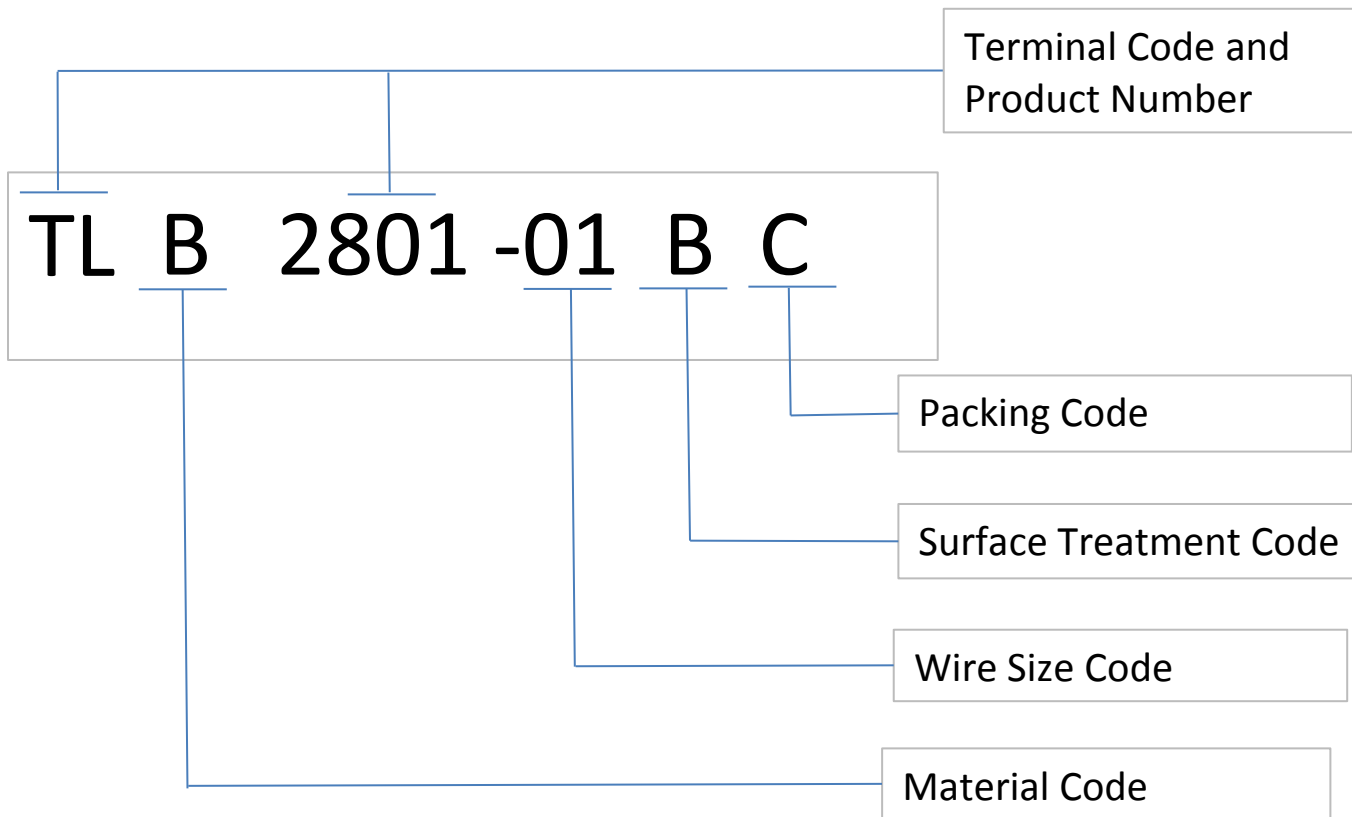 Terminal Code and
Product Number
TL B 2801 -01 B C
Packing Code
Surface Treatment Code
Wire Size Code
Material Code